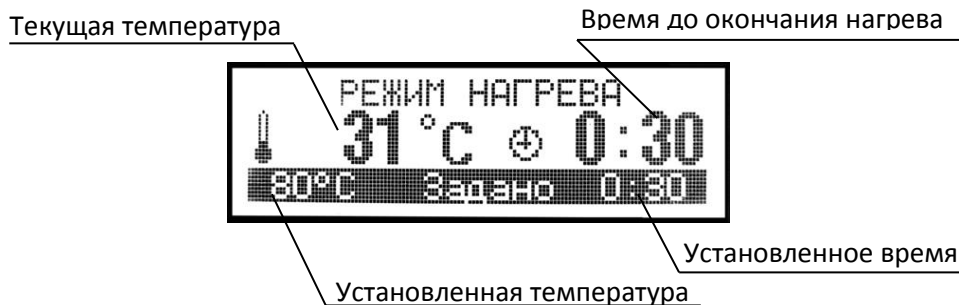 Время до окончания нагрева
Текущая температура
РЕЖИМ НАГРЕВА
31 °C 0:30
80°C Задано 0:30
Установленное время
Установленная температура